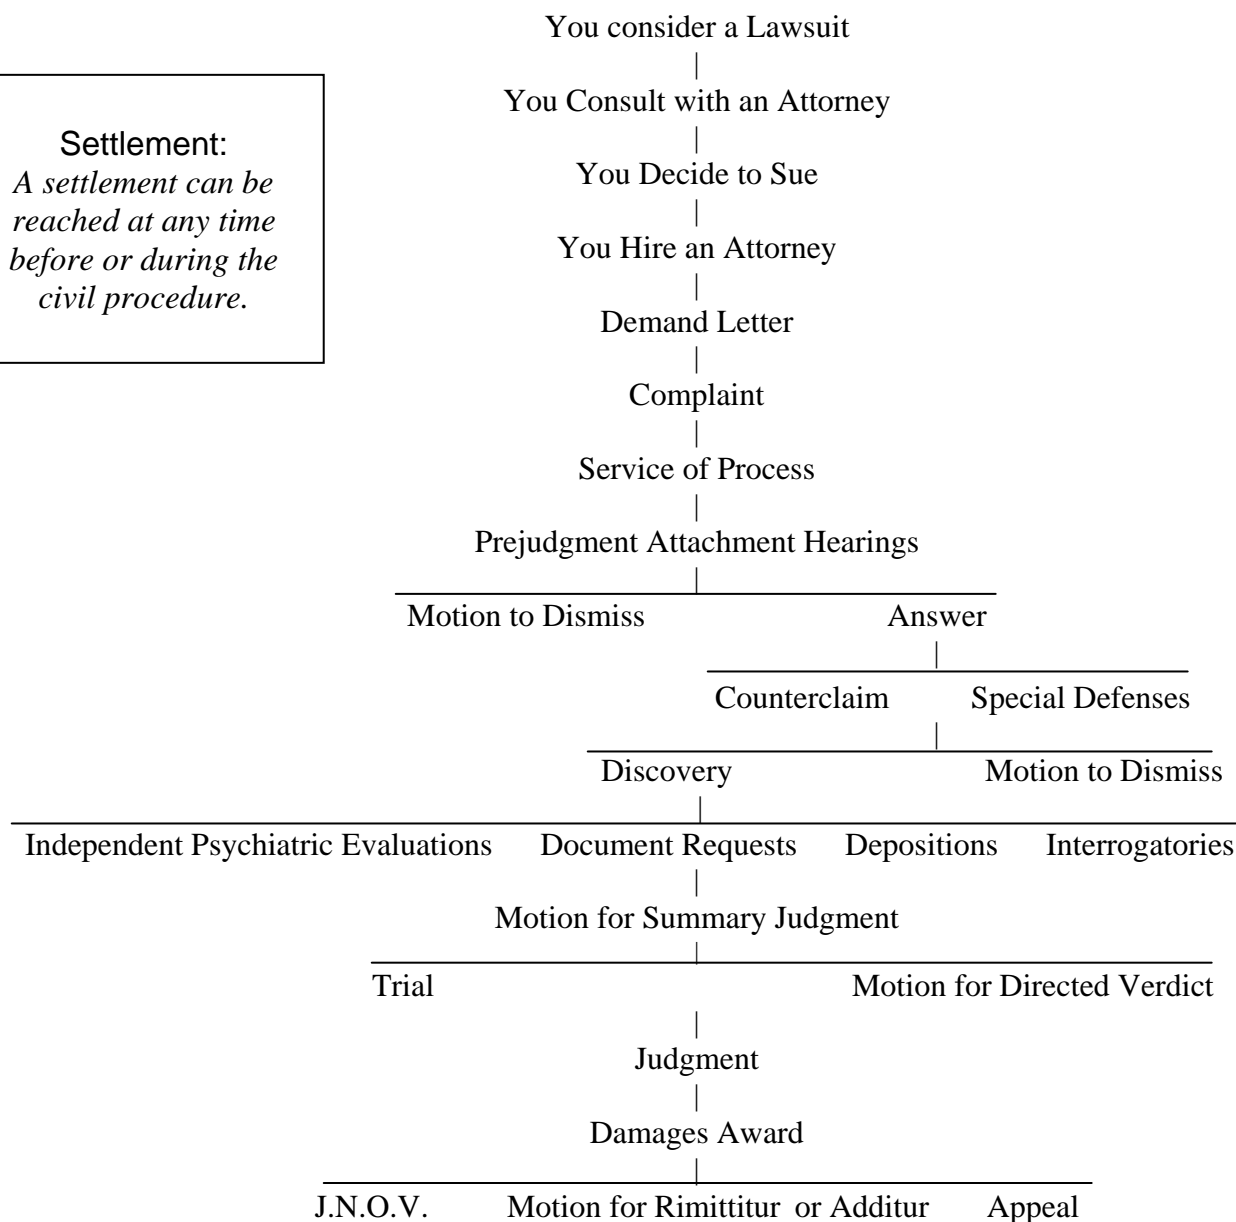 You consider a Lawsuit
You Consult with an Attorney
Settlement:
A settlement can be
reached at any time
before or during the
civil procedure.
You Decide to Sue
You Hire an Attorney
Demand Letter
Complaint
Service of Process
Prejudgment Attachment Hearings
Motion to Dismiss Answer
Counterclaim Special Defenses
Discovery Motion to Dismiss
Independent Psychiatric Evaluations Document Requests Depositions Interrogatories
Motion for Summary Judgment
Trial Motion for Directed Verdict
Judgment
Damages Award
J.N.O.V. Motion for Rimittitur or Additur Appeal